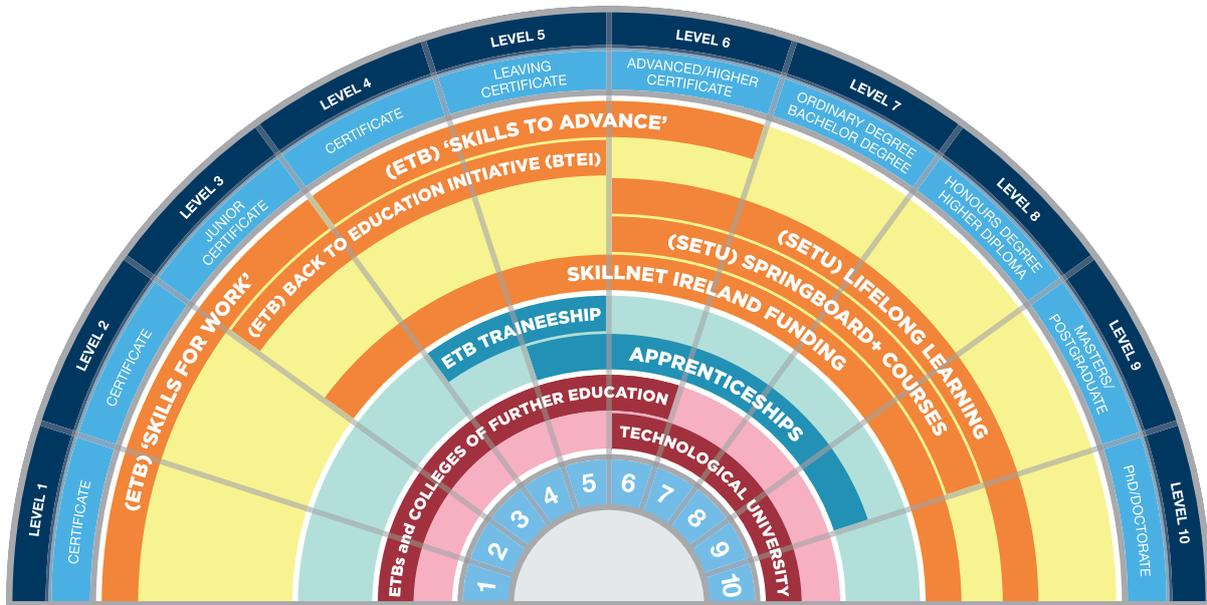 LEVEL 1
LEVEL 2
LEVEL 3
LEVEL 4
LEVEL 5
LEVEL 6
LEVEL 7
LEVEL 8
LEVEL 9
LEVEL 10
CERTIFICATE
CERTIFICATE
JUNIOR
CERTIFICATE
CERTIFICATE
LEAVING
CERTIFICATE
ADVANCED/HIGHER
CERTIFICATE
ORDINARY DEGREE
BACHELOR DEGREE
HONOURS DEGREE
HIGHER DIPLOMA
MASTERS/
POSTGRADUATE
PhD/DOCTORATE
(ETB) ‘SKILLS FOR WORK’
(ETB) ‘SKILLS TO ADVANCE’
(ETB) BACK TO EDUCATION INITIATIVE (BTEI)
(SETU) LIFELONG LEARNING
(SETU) SPRINGBOARD+ COURSES
SKILLNET IRELAND FUNDING
ETB TRAINEESHIP
APPRENTICESHIPS
ETBs and COLLEGES OF FURTHER EDUCATION
TECHNOLOGICAL UNIVERSITY
1
2
3
4
5
6
7
8
9
10